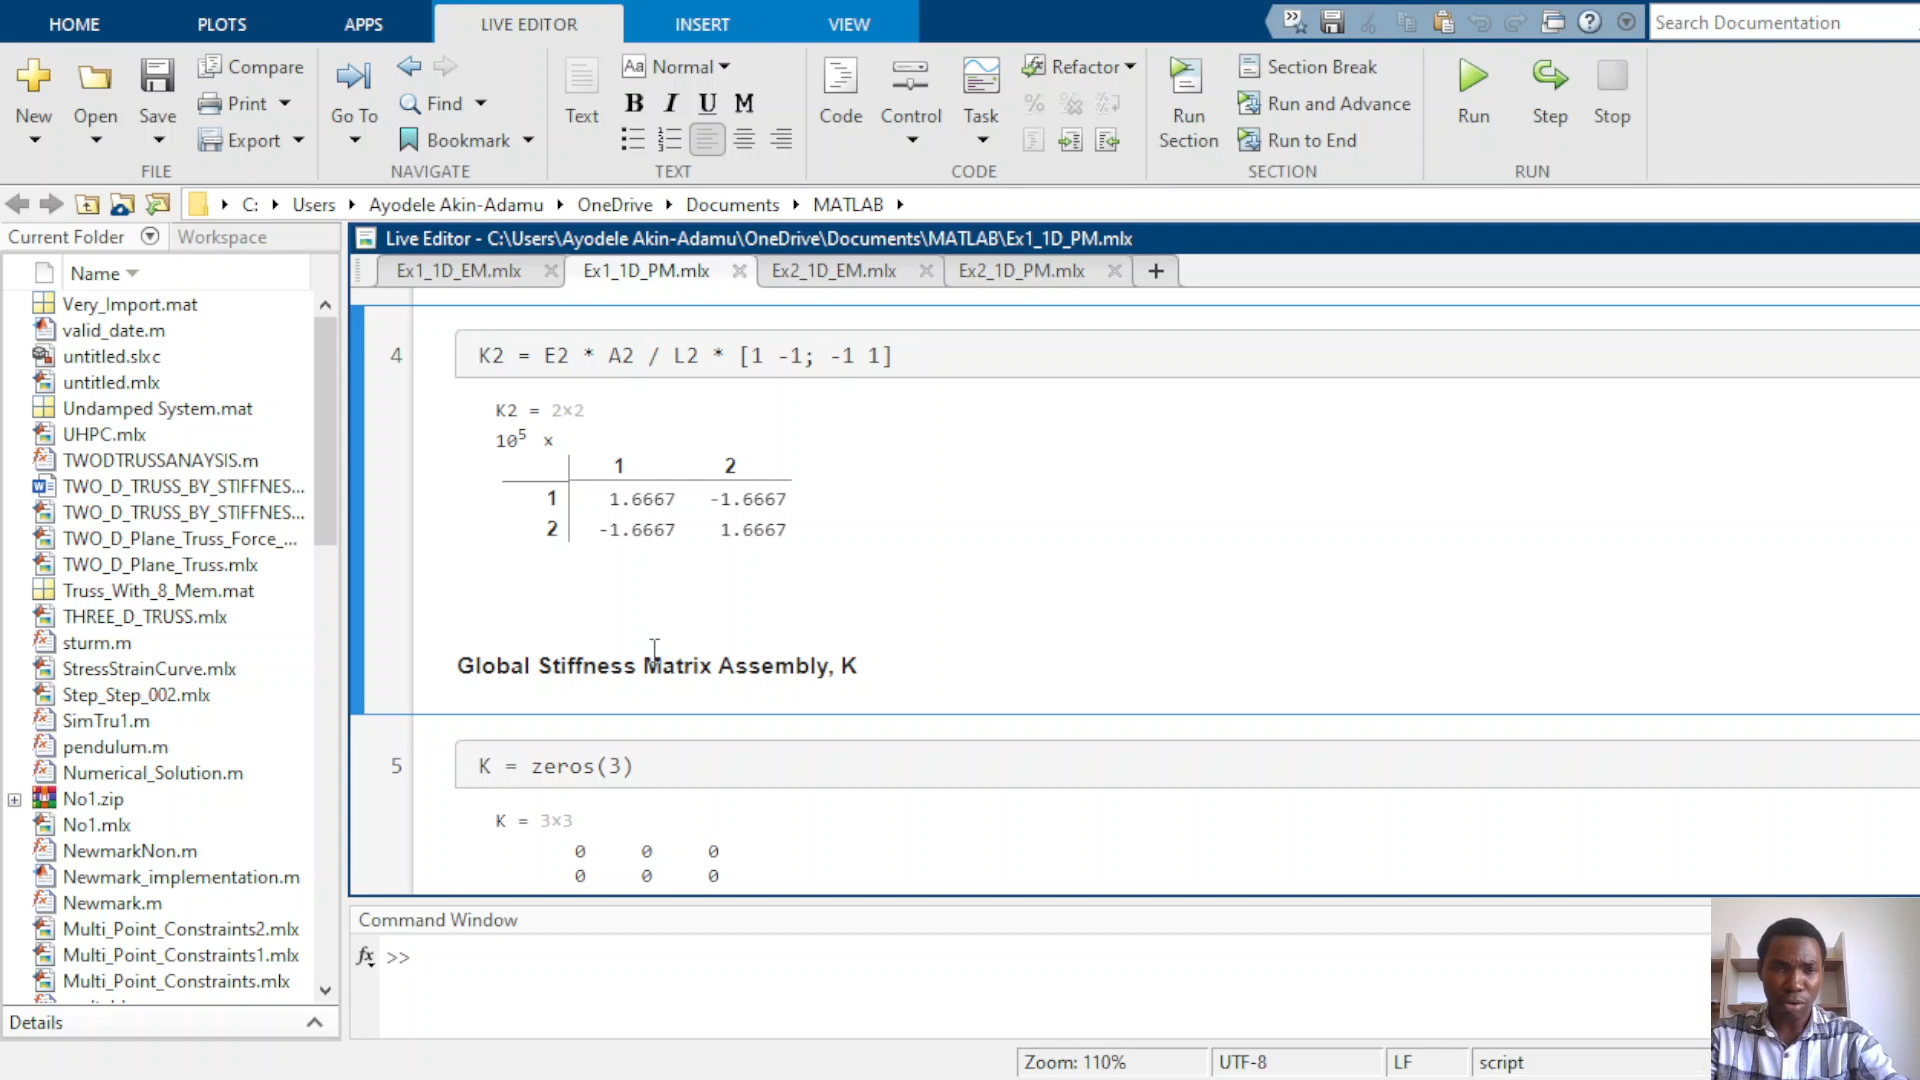 HOME PLOTS APPS LIVE EDITOR INSERT VIEW Search Documentation
New Open Save Compare Print Export FILE
Go To Find Bookmark NAVIGATE
Text Aa Normal B I U M TEXT
Code Control Task Refactor CODE
Run Section Section Break Run and Advance Run to End SECTION
Run Step Stop RUN
C: Users Ayodele Akin-Adamu OneDrive Documents MATLAB
Current Folder Workspace
Name
Very_Import.mat
valid_date.m
untitled.slxc
untitled.mlx
Undamped System.mat
UHPC.mlx
TWODTRUSSANAYSIS.m
TWO_D_TRUSS_BY_STIFFNES...
TWO_D_TRUSS_BY_STIFFNES...
TWO_D_Plane_Truss_Force_...
TWO_D_Plane_Truss.mlx
Truss_With_8_Mem.mat
THREE_D_TRUSS.mlx
sturm.m
StressStrainCurve.mlx
Step_Step_002.mlx
SimTru1.m
pendulum.m
Numerical_Solution.m
No1.zip
No1.mlx
NewmarkNon.m
Newmark_implementation.m
Newmark.m
Multi_Point_Constraints2.mlx
Multi_Point_Constraints1.mlx
Multi_Point_Constraints.mlx
Details
Live Editor - C:\Users\Ayodele Akin-Adamu\OneDrive\Documents\MATLAB\Ex1_1D_PM.mlx
Ex1_1D_EM.mlx Ex1_1D_PM.mlx Ex2_1D_EM.mlx Ex2_1D_PM.mlx +
4 K2 = E2 * A2 / L2 * [1 -1; -1 1]
K2 = 2×2
10⁵ x
1 2
1 1.6667 -1.6667
2 -1.6667 1.6667
Global Stiffness Matrix Assembly, K
5 K = zeros(3)
K = 3×3
0 0 0
0 0 0
Command Window
fx >>
Zoom: 110% UTF-8 LF script